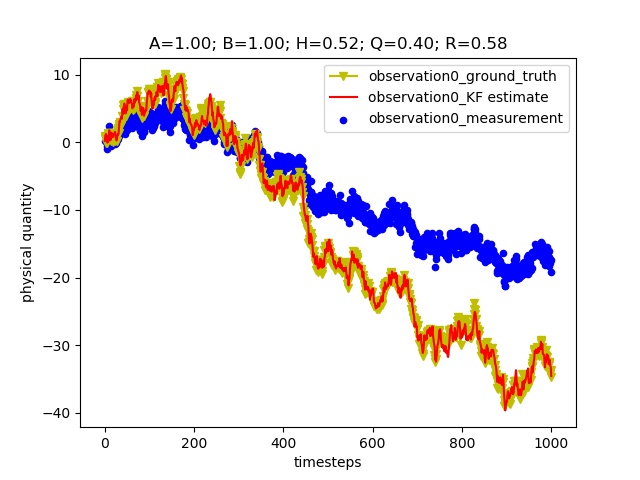 A=1.00; B=1.00; H=0.52; Q=0.40; R=0.58
observation0_ground_truth
observation0_KF estimate
observation0_measurement
physical quantity
10
0
−10
−20
−30
−40
0 200 400 600 800 1000
timesteps